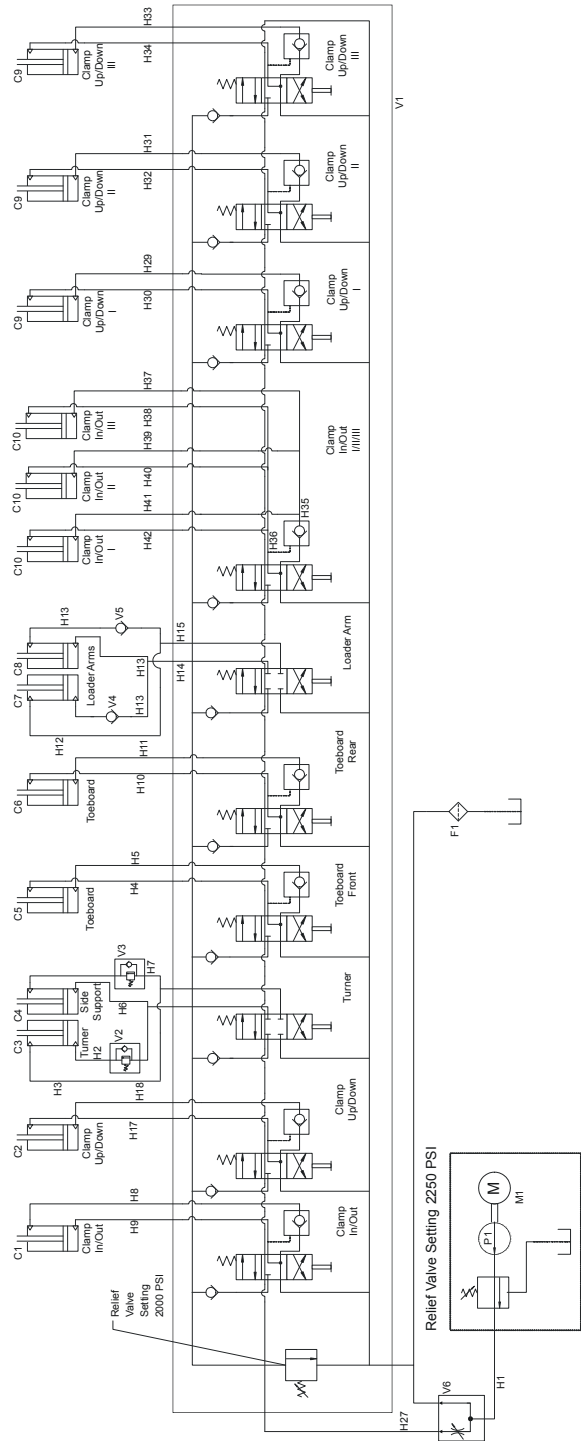 C1
Clamp
In/Out
H8
H9
C2
Clamp
Up/Down
H17
C3
C4
Turner
Side
Support
H2
H3
H18
V2
H6
V3
H7
C5
Toeboard
H5
H4
C6
Toeboard
H11
H10
C7
C8
Loader Arms
H12
V4
H13
H13
H13
V5
H15
H14
C10
Clamp
In/Out
I
H42
H41
C10
Clamp
In/Out
II
H40
H39
C10
Clamp
In/Out
III
H38
H37
C9
Clamp
Up/Down
I
H29
H30
C9
Clamp
Up/Down
II
H31
H32
C9
Clamp
Up/Down
III
H33
H34
Relief
Valve
Setting
2000 PSI
Clamp
In/Out
Clamp
Up/Down
Turner
Toeboard
Front
Toeboard
Rear
Loader Arm
H36
H35
Clamp
In/Out
I/II/III
Clamp
Up/Down
I
Clamp
Up/Down
II
Clamp
Up/Down
III
V1
H27
V6
H1
Relief Valve Setting 2250 PSI
P1
M
M1
F1